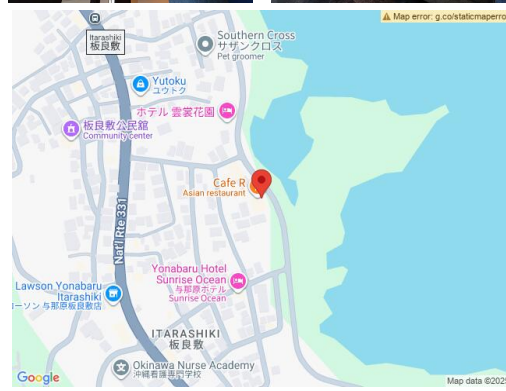 Map error: g.co/staticmaperro
Itarashiki
板良敷
Southern Cross
サザンクロス
Pet groomer
Yutoku
ユウトク
ホテル 雲裳花園
板良敷公民館
Community center
Cafe R
Asian restaurant
Nat'l Rte 331
Yonabaru Hotel
Sunrise Ocean
与那原ホテル
Sunrise Ocean
Lawson Yonabaru
Itarashiki
ーソン 与那原板良敷店
ITARASHIKI
板良敷
Okinawa Nurse Academy
沖縄看護専門学校
Google
Map data ©202